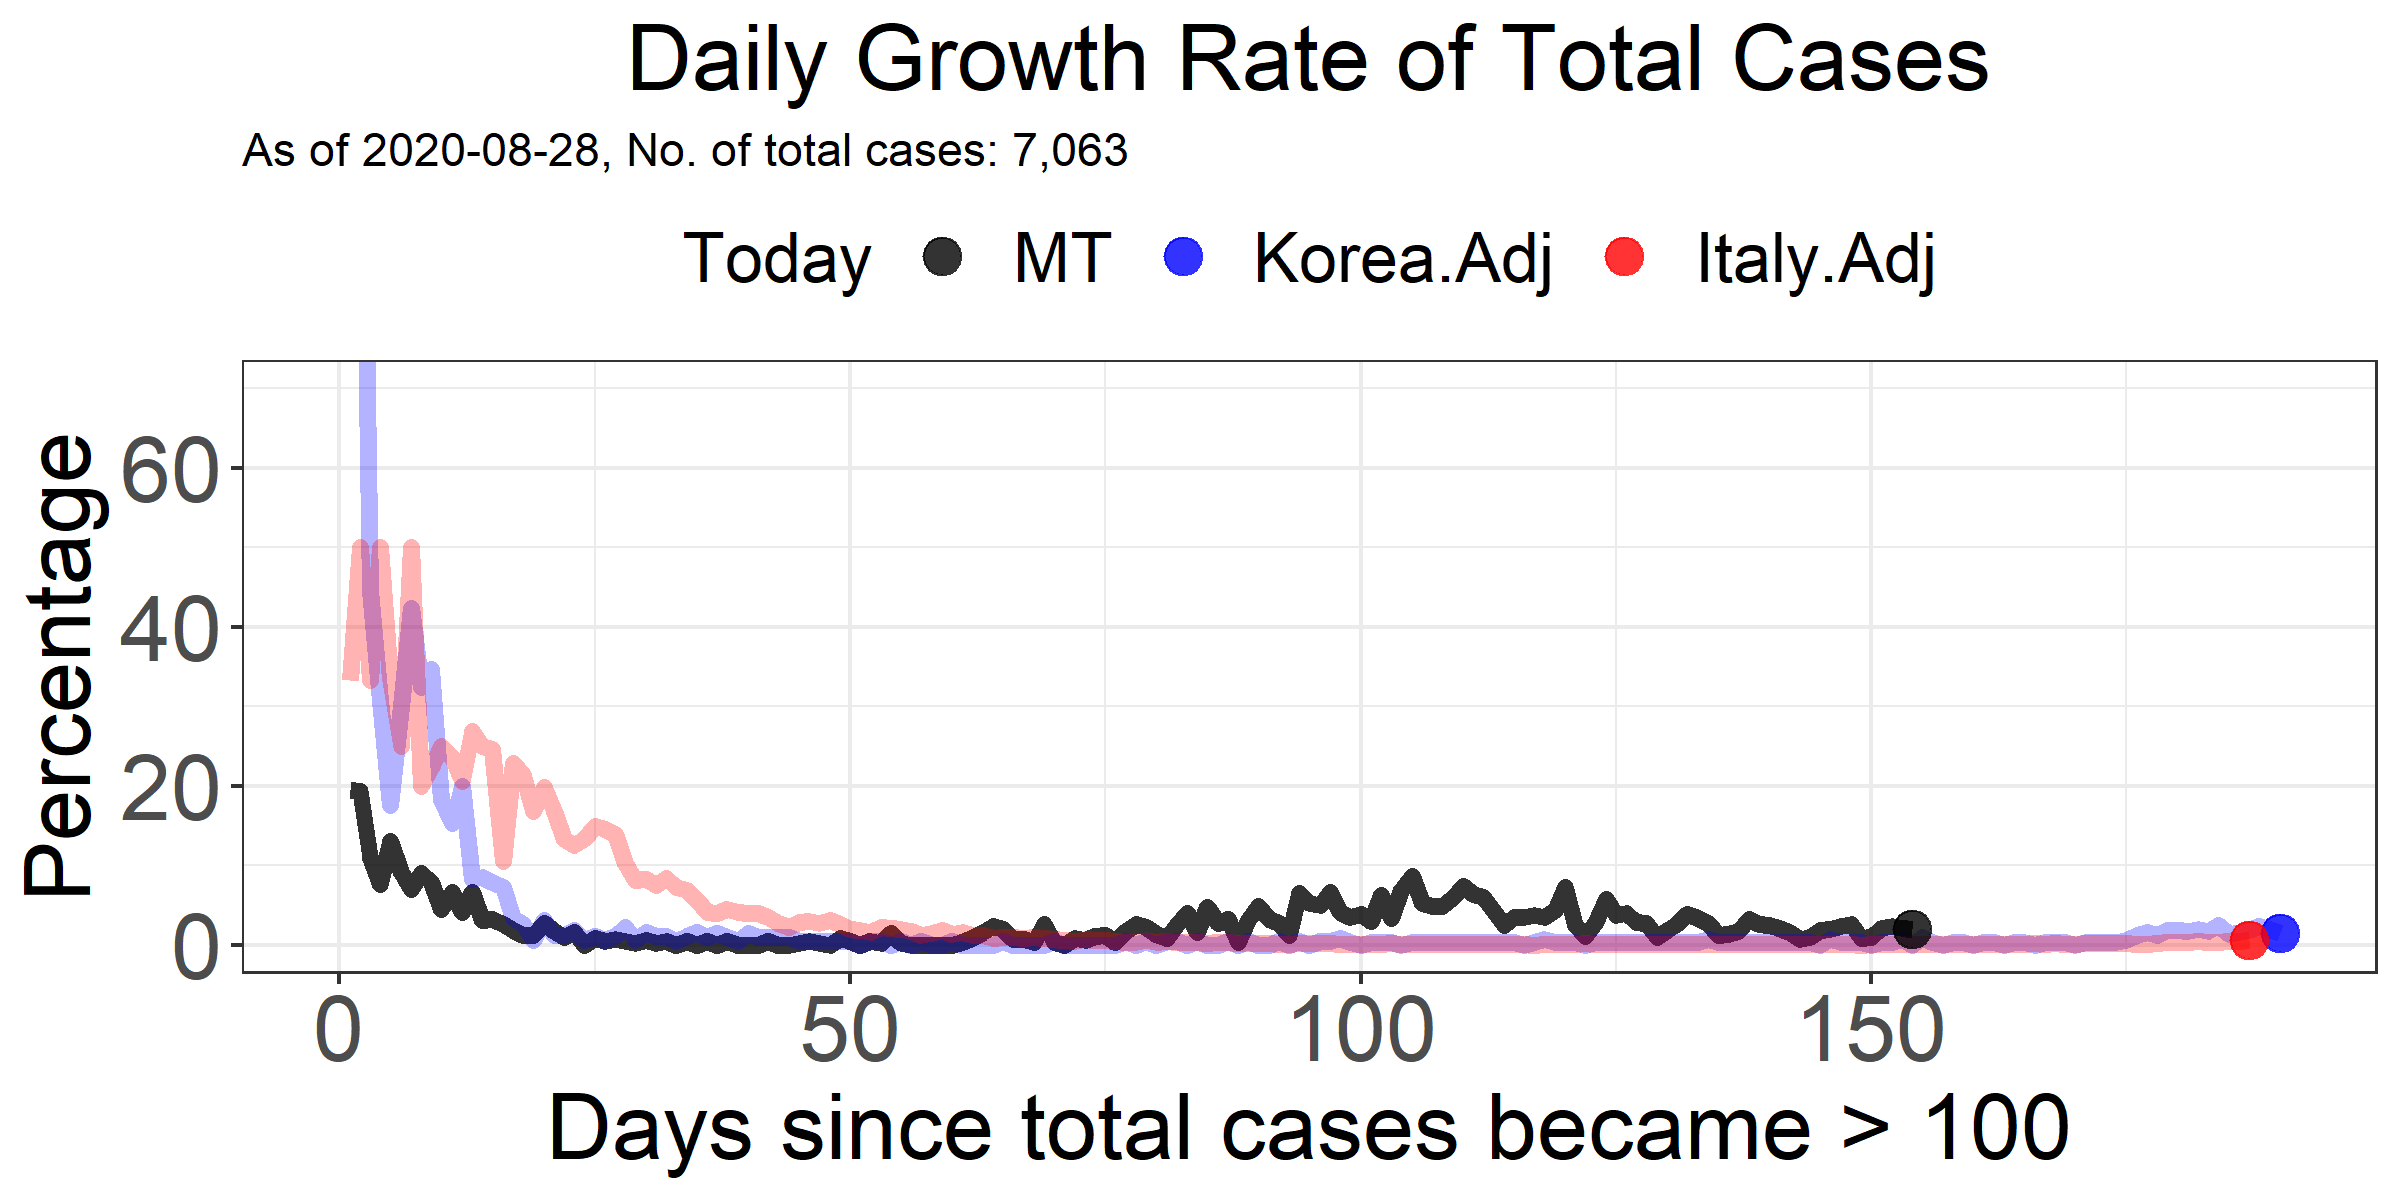 Daily Growth Rate of Total Cases
As of 2020-08-28, No. of total cases: 7,063
Today MT Korea.Adj Italy.Adj
Percentage
60
40
20
0
0 50 100 150
Days since total cases became > 100